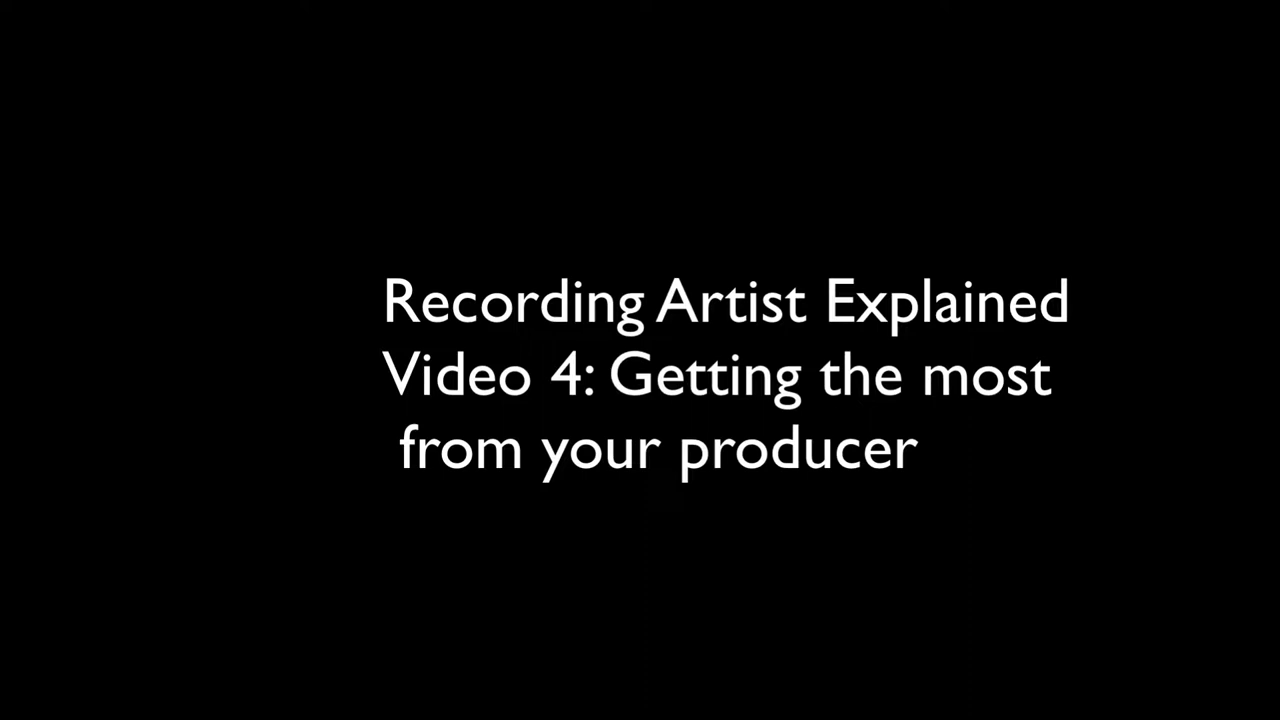 Recording Artist Explained
Video 4: Getting the most
from your producer